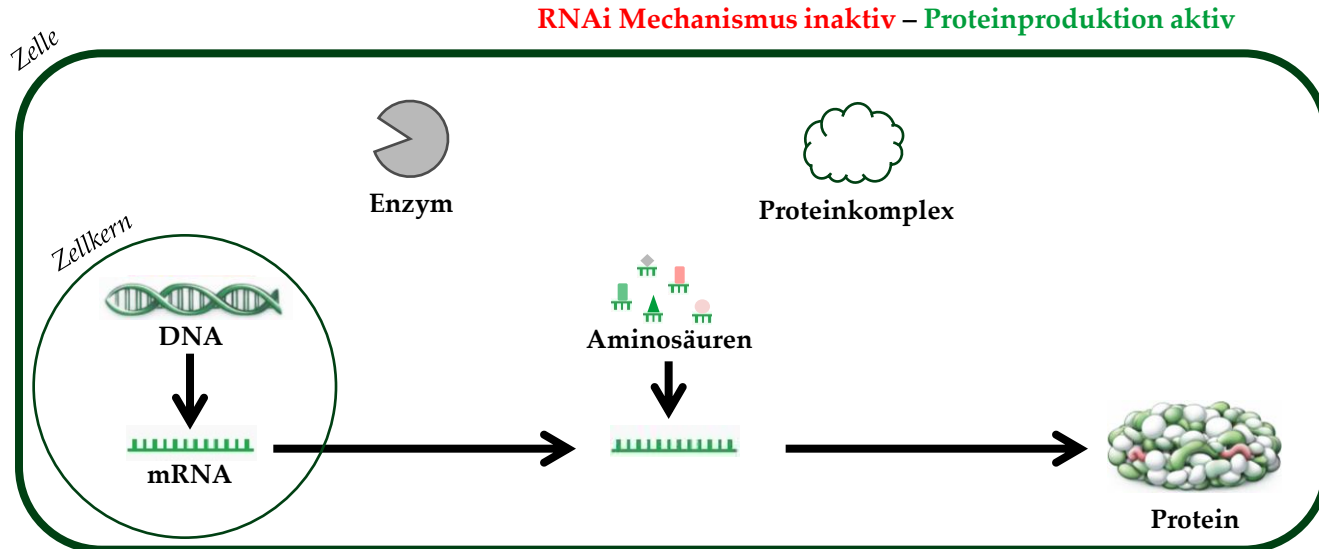 RNAi Mechanismus inaktiv – Proteinproduktion aktiv
Zelle
Enzym
Proteinkomplex
Zellkern
DNA
Aminosäuren
mRNA
Protein